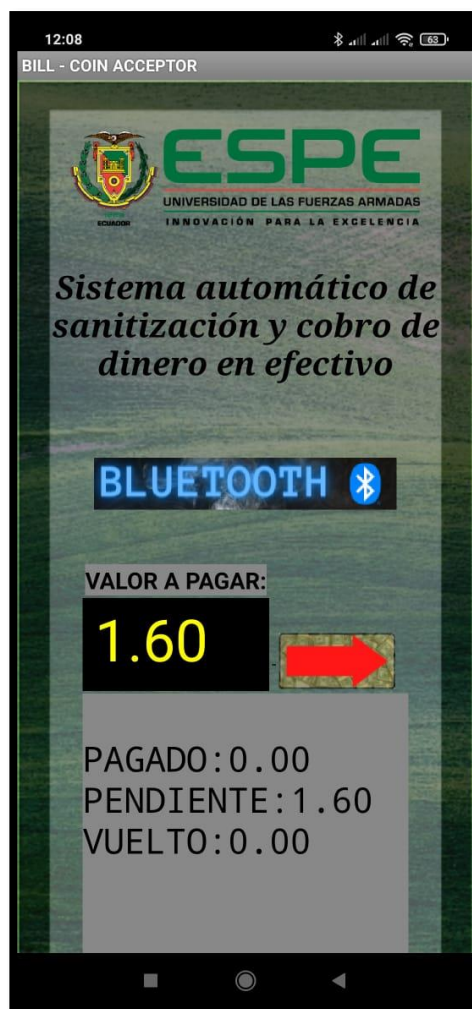 12:08
63
BILL - COIN ACCEPTOR
ESPE
UNIVERSIDAD DE LAS FUERZAS ARMADAS
INNOVACIÓN PARA LA EXCELENCIA
ECUADOR
Sistema automático de
sanitización y cobro de
dinero en efectivo
BLUETOOTH
VALOR A PAGAR:
1.60
PAGADO:0.00
PENDIENTE:1.60
VUELTO:0.00